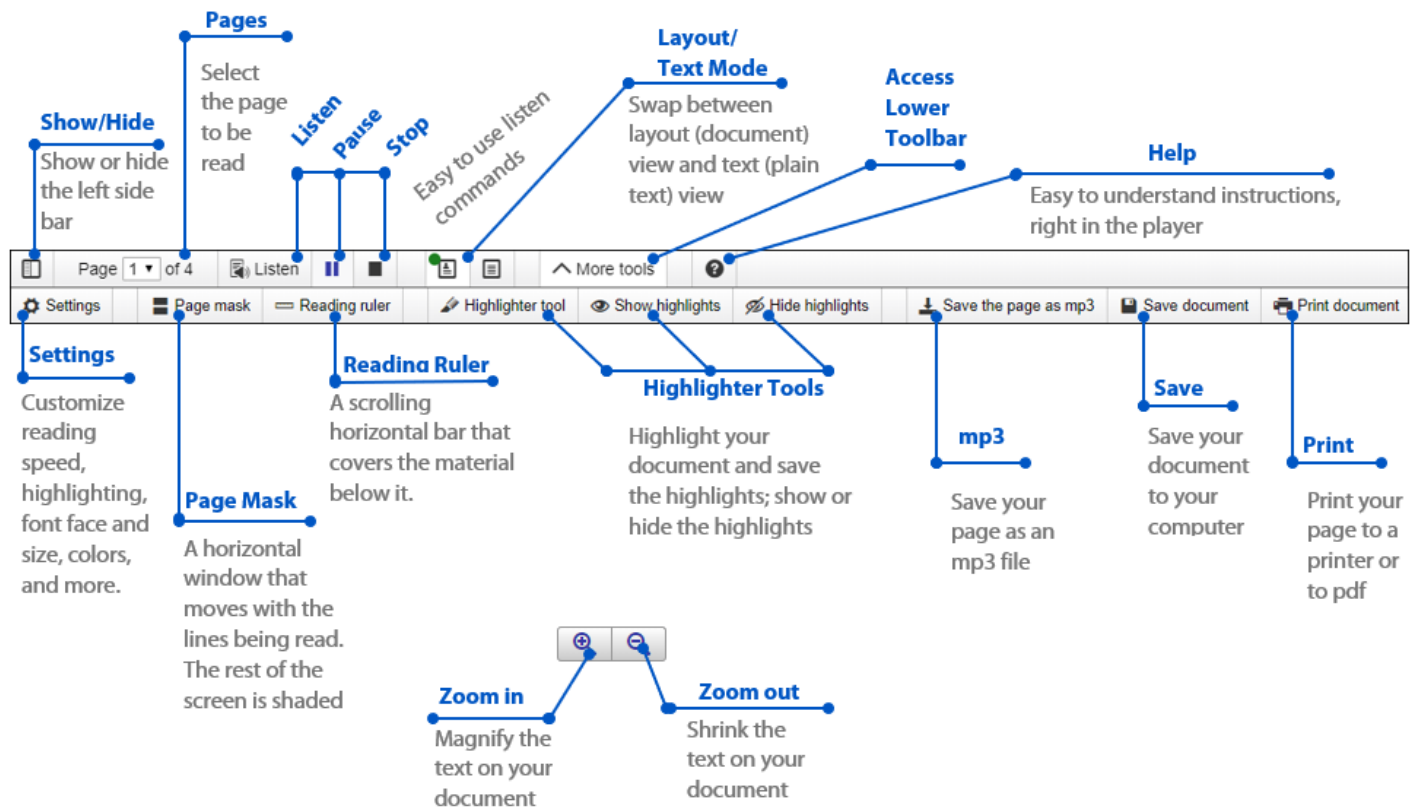 Pages
Select
the page
to be
read
Show/Hide
Show or hide
the left side
bar
Listen
Pause
Stop
Easy to use listen
commands
Layout/
Text Mode
Swap between
layout (document)
view and text (plain
text) view
Access
Lower
Toolbar
Help
Easy to understand instructions,
right in the player
Page 1 of 4 Listen More tools
Settings Page mask Reading ruler Highlighter tool Show highlights Hide highlights Save the page as mp3 Save document Print document
Settings
Customize
reading
speed,
highlighting,
font face and
size, colors,
and more.
Page Mask
A horizontal
window that
moves with the
lines being read.
The rest of the
screen is shaded
Reading Ruler
A scrolling
horizontal bar that
covers the material
below it.
Highlighter Tools
Highlight your
document and save
the highlights; show or
hide the highlights
mp3
Save your
page as an
mp3 file
Save
Save your
document
to your
computer
Print
Print your
page to a
printer or
to pdf
Zoom in
Magnify the
text on your
document
Zoom out
Shrink the
text on your
document